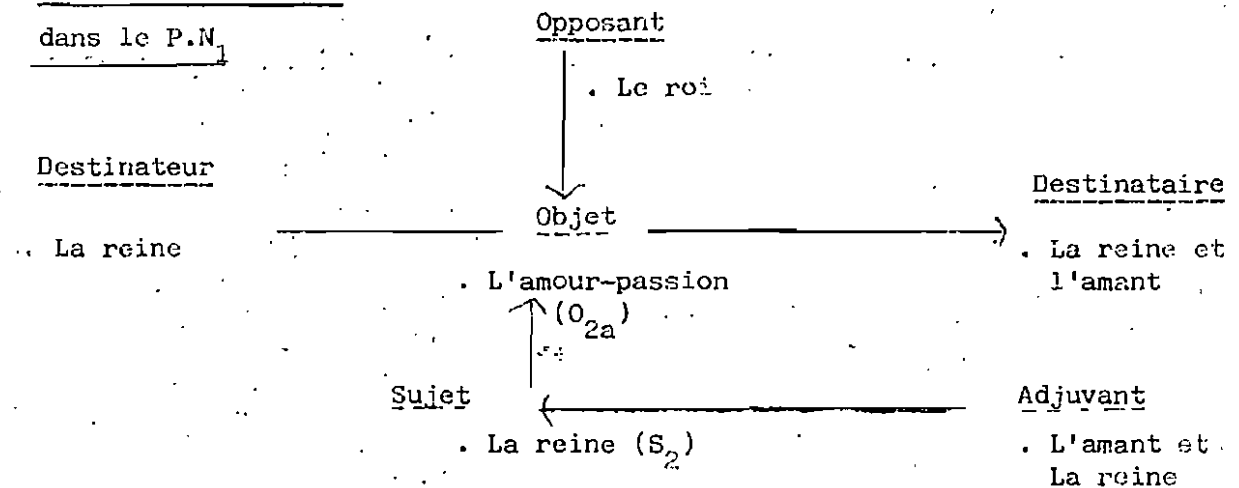 dans le P.N1
Opposant
. Le roi
Destinateur
. La reine
Objet
. L'amour-passion
(O2a)
Destinataire
. La reine et
l'amant
Sujet
. La reine (S2)
Adjuvant
. L'amant et
La reine